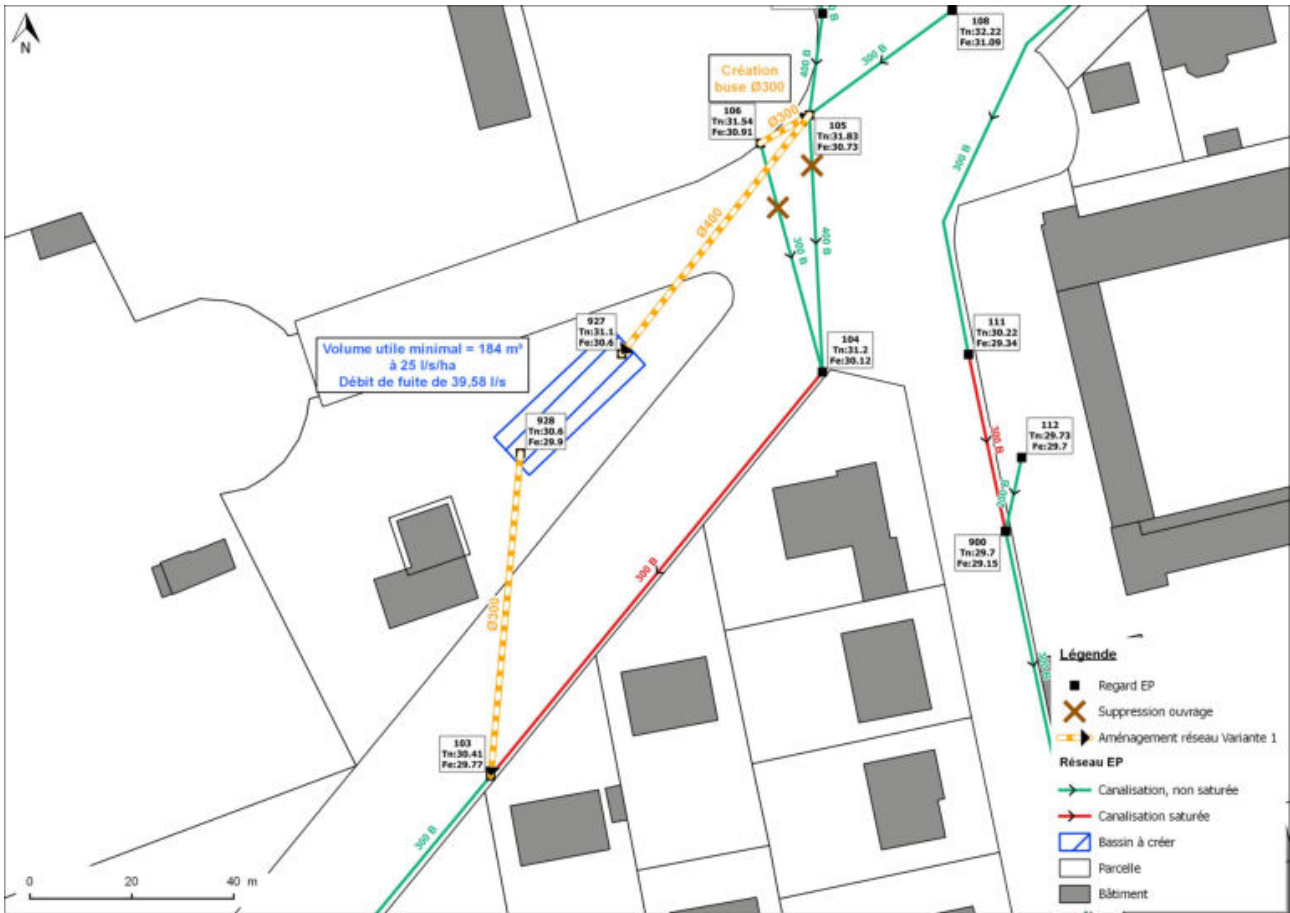 N
108
Tn:32.22
Fe:31.09
400 B
300 B
Création
buse Ø300
106
Tn:31.54
Fe:30.91
Ø300
105
Tn:31.83
Fe:30.73
300 B
Ø400
300 B
400 B
927
Tn:31.1
Fe:30.6
111
Tn:30.22
Fe:29.34
104
Tn:31.2
Fe:30.12
Volume utile minimal = 184 m³
à 25 l/s/ha
Débit de fuite de 39,58 l/s
928
Tn:30.6
Fe:29.9
300 B
112
Tn:29.73
Fe:29.7
900
Tn:29.7
Fe:29.15
300 B
Ø300
300 B
103
Tn:30.41
Fe:29.77
300 B
0 20 40 m
Légende
Regard EP
Suppression ouvrage
Aménagement réseau Variante 1
Réseau EP
Canalisation, non saturée
Canalisation saturée
Bassin à créer
Parcelle
Bâtiment